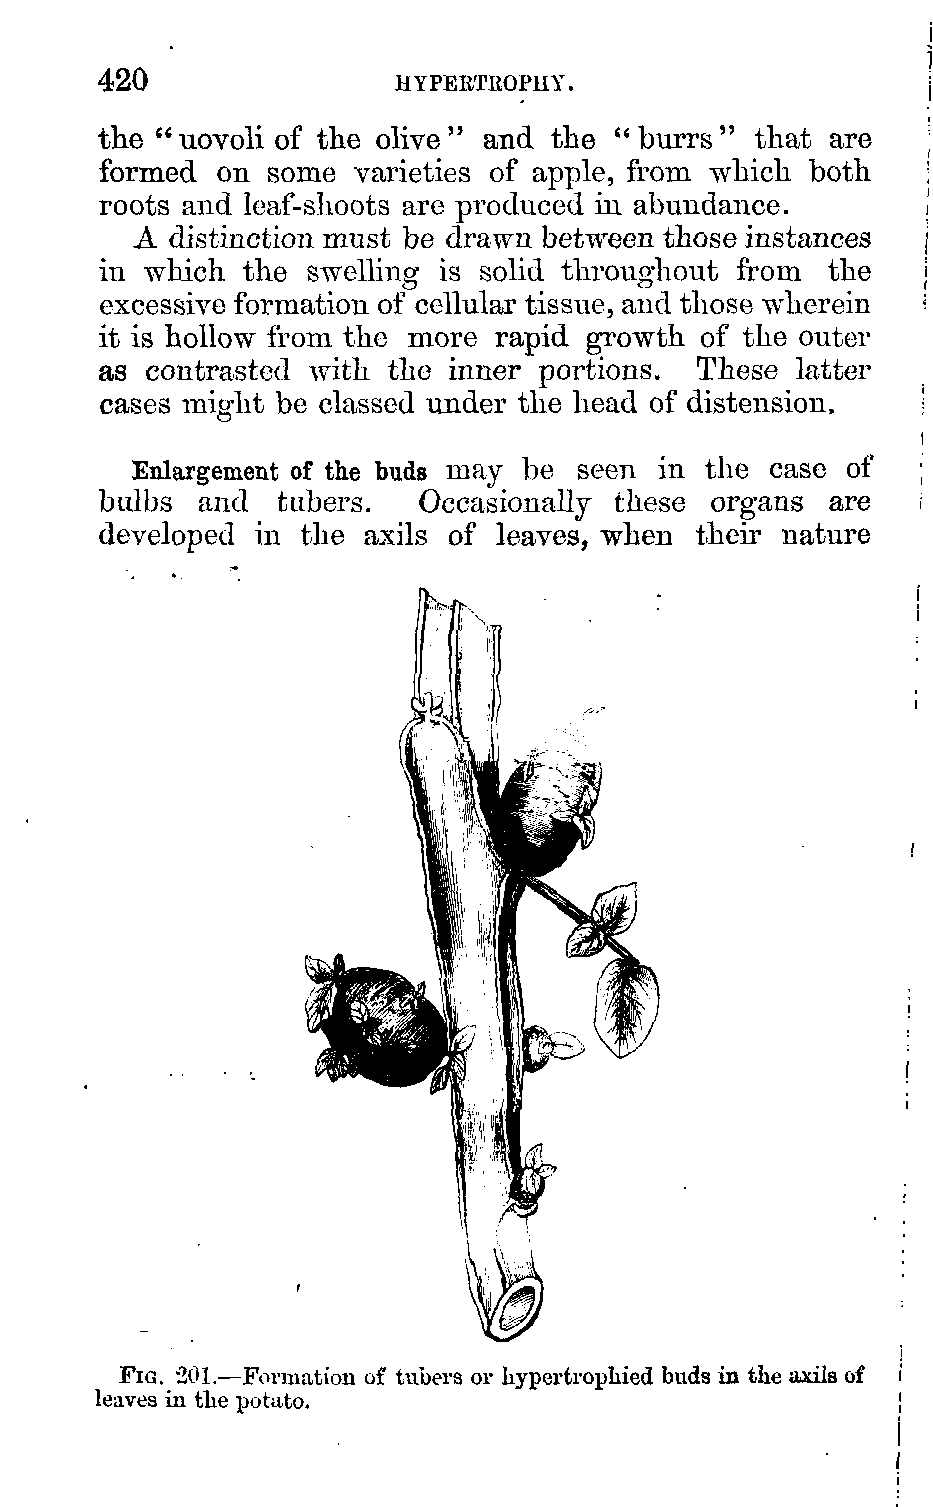 420 HYPERTROPHY.
the “uovoli of the olive” and the “burrs” that are
formed on some varieties of apple, from which both
roots and leaf-shoots are produced in abundance.
A distinction must be drawn between those instances
in which the swelling is solid throughout from the
excessive formation of cellular tissue, and those wherein
it is hollow from the more rapid growth of the outer
as contrasted with the inner portions. These latter
cases might be classed under the head of distension.
Enlargement of the buds may be seen in the case of
bulbs and tubers. Occasionally these organs are
developed in the axils of leaves, when their nature
FIG. 201.—Formation of tubers or hypertrophied buds in the axils of
leaves in the potato.